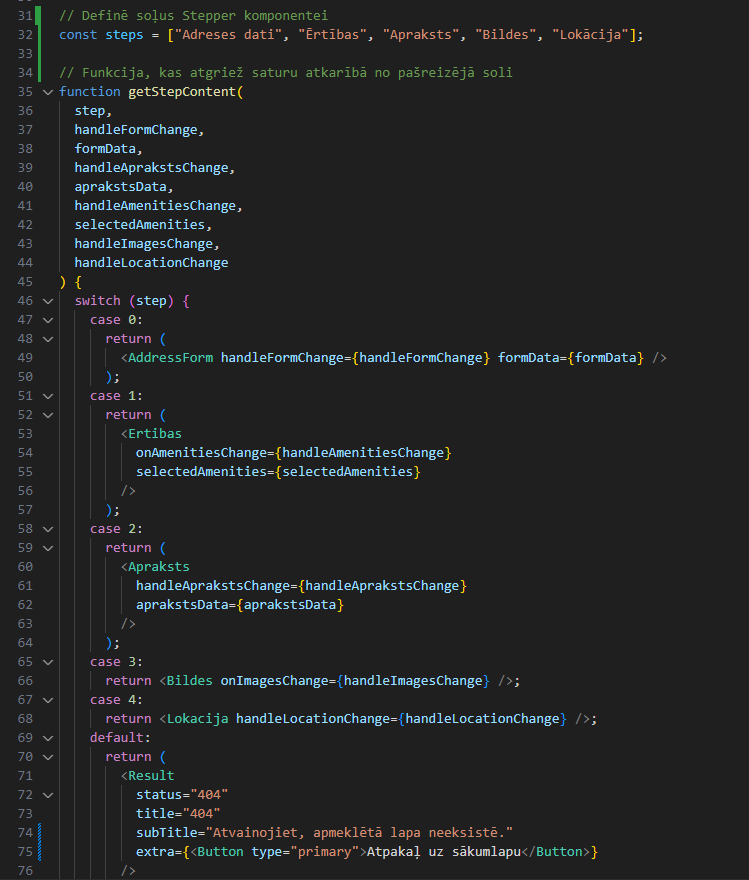 31 // Definē soļus Stepper komponentei
32 const steps = ["Adreses dati", "Ērtības", "Apraksts", "Bildes", "Lokācija"];
33
34 // Funkcija, kas atgriež saturu atkarībā no pašreizējā soli
35 function getStepContent(
36   step,
37   handleFormChange,
38   formData,
39   handleAprakstsChange,
40   aprakstsData,
41   handleAmenitiesChange,
42   selectedAmenities,
43   handleImagesChange,
44   handleLocationChange
45 ) {
46   switch (step) {
47     case 0:
48       return (
49         <AddressForm handleFormChange={handleFormChange} formData={formData} />
50       );
51     case 1:
52       return (
53         <Ertibas
54           onAmenitiesChange={handleAmenitiesChange}
55           selectedAmenities={selectedAmenities}
56         />
57       );
58     case 2:
59       return (
60         <Apraksts
61           handleAprakstsChange={handleAprakstsChange}
62           aprakstsData={aprakstsData}
63         />
64       );
65     case 3:
66       return <Bildes onImagesChange={handleImagesChange} />;
67     case 4:
68       return <Lokacija handleLocationChange={handleLocationChange} />;
69     default:
70       return (
71         <Result
72           status="404"
73           title="404"
74           subTitle="Atvainojiet, apmeklētā lapa neeksistē."
75           extra={<Button type="primary">Atpakaļ uz sākumlapu</Button>}
76         />